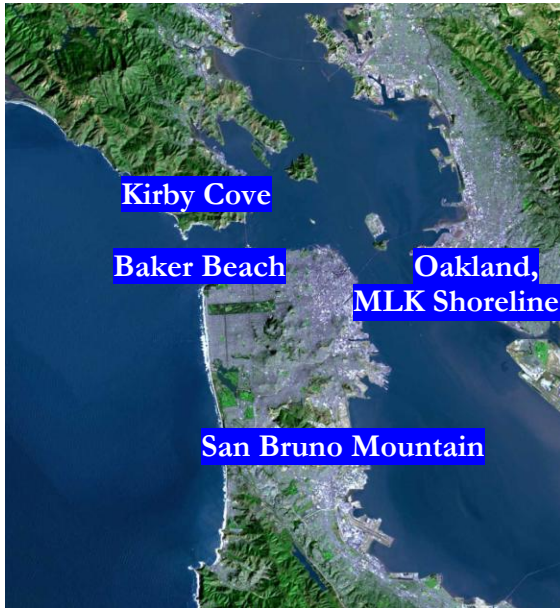 Kirby Cove
Baker Beach
Oakland,
MLK Shoreline
San Bruno Mountain